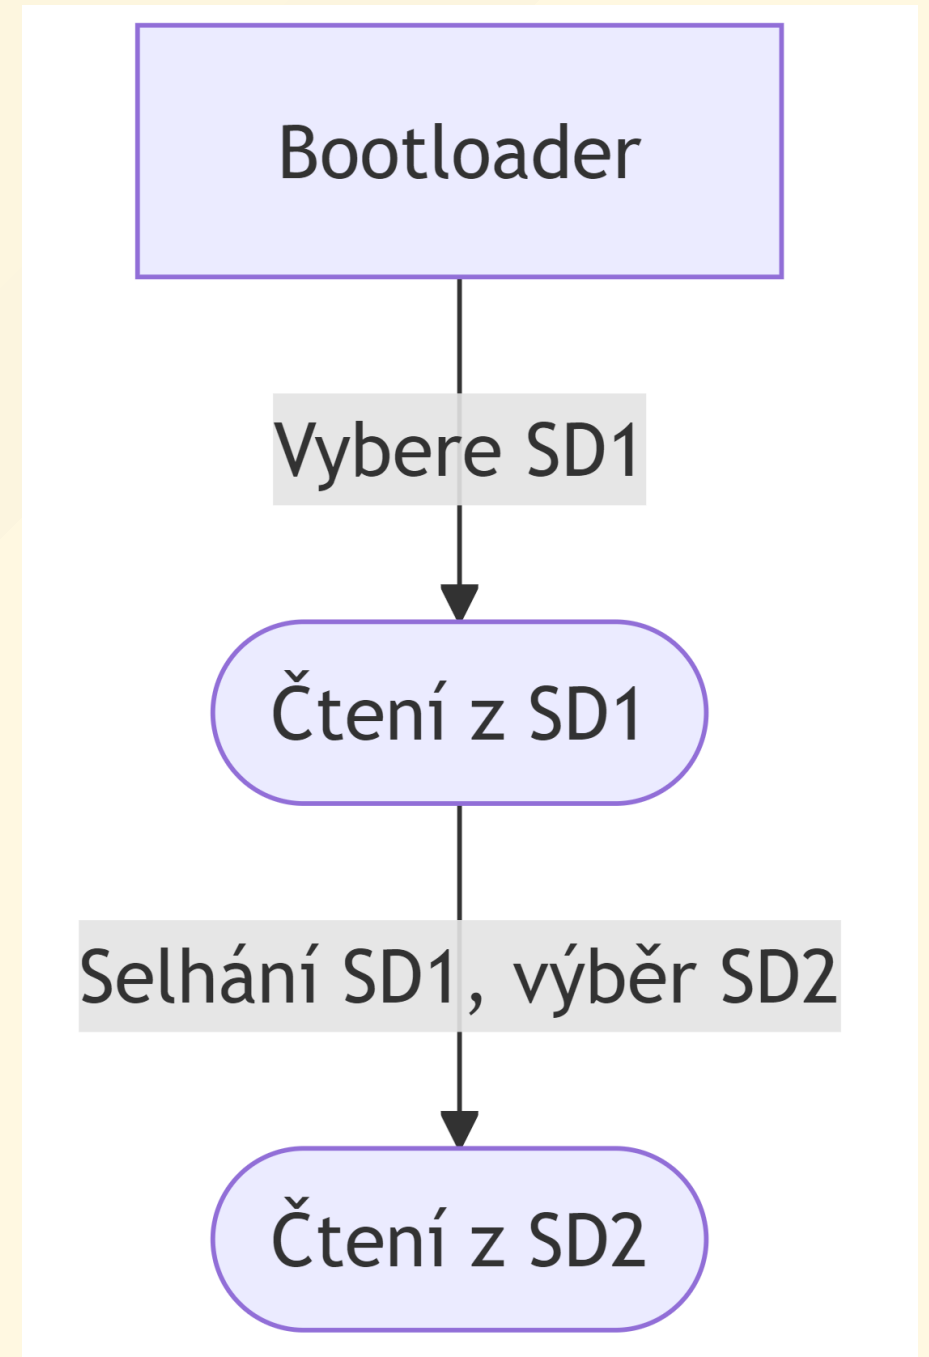 Bootloader
Vybere SD1
Čtení z SD1
Selhání SD1, výběr SD2
Čtení z SD2